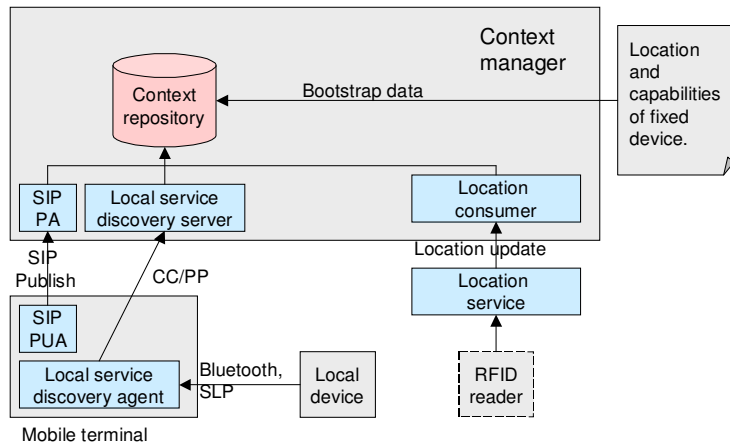 Context
manager
Location
and
capabilities
of fixed
device.
Context
repository
Bootstrap data
SIP
PA
Local service
discovery server
Location
consumer
SIP
Publish
CC/PP
Location update
Location
service
SIP
PUA
Local service
discovery agent
Bluetooth,
SLP
Local
device
RFID
reader
Mobile terminal